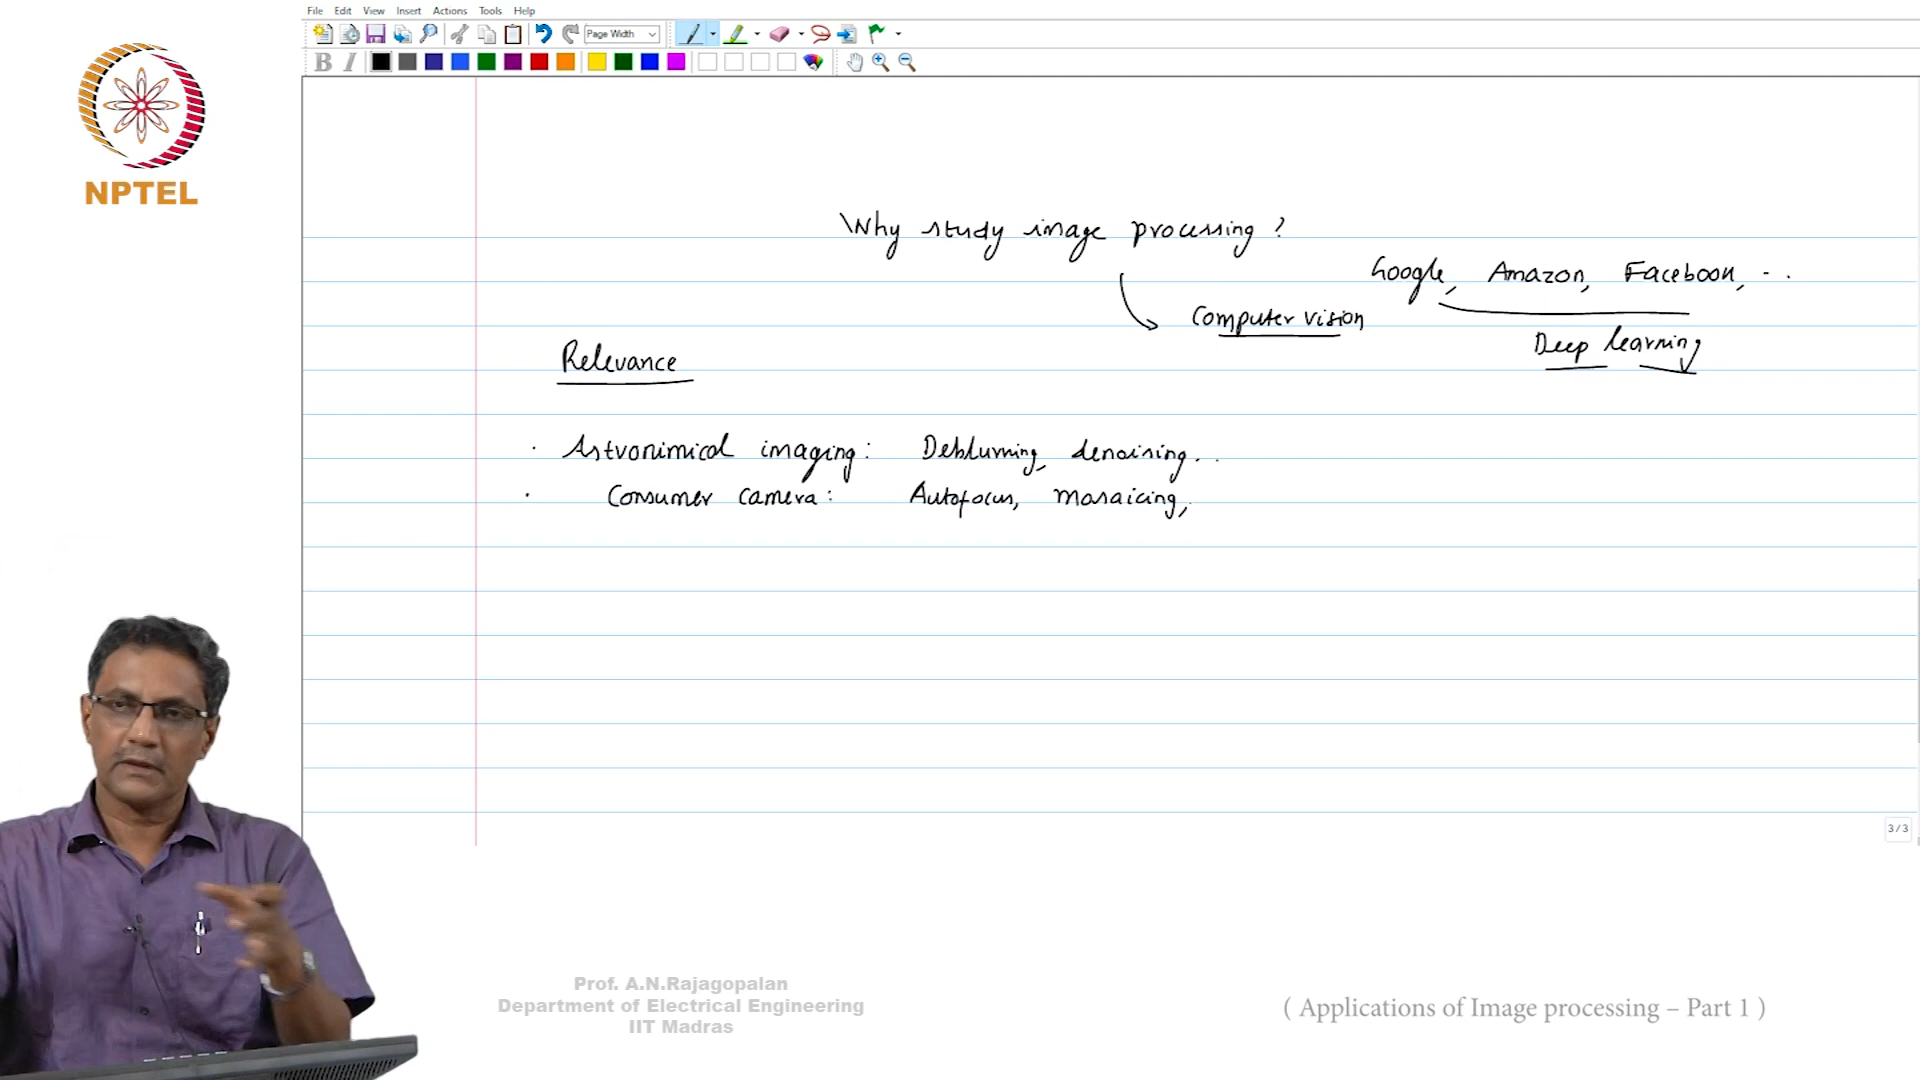 File Edit View Insert Actions Tools Help
Page Width
B I
NPTEL
Why study image processing ?
Google, Amazon, Facebook, ..
Computer vision
Deep learning
Relevance
. Astronimical imaging : Deblurring, denoising. .
. Consumer camera : Autofocus, mosaicing,
3 / 3
Prof. A.N.Rajagopalan
Department of Electrical Engineering
IIT Madras
( Applications of Image processing – Part 1 )